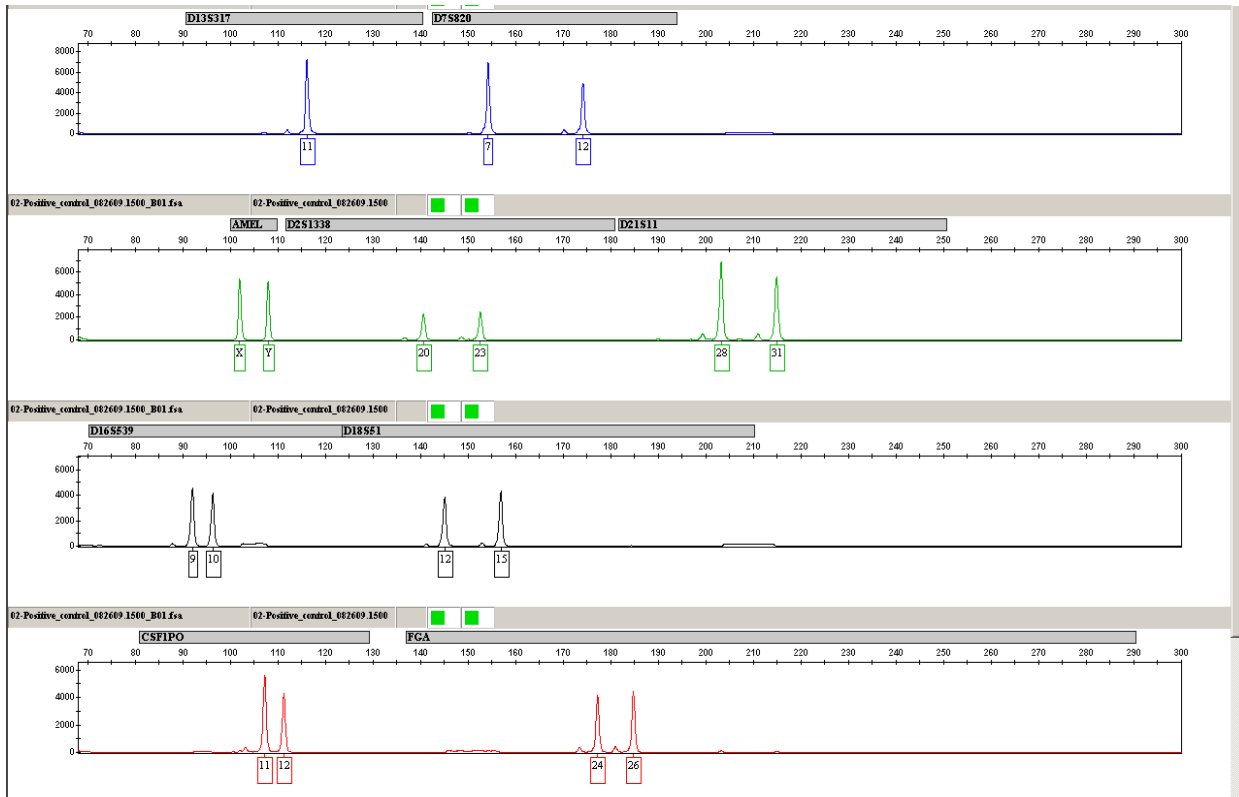 D13S317 D7S820
70 80 90 100 110 120 130 140 150 160 170 180 190 200 210 220 230 240 250 260 270 280 290 300
8000
6000
4000
2000
0
11 7 12
02-Positive_control_082609.1500_B01.fsa 02-Positive_control_082609.1500
AMEL D2S1338 D21S11
70 80 90 100 110 120 130 140 150 160 170 180 190 200 210 220 230 240 250 260 270 280 290 300
6000
4000
2000
0
X Y 20 23 28 31
02-Positive_control_082609.1500_B01.fsa 02-Positive_control_082609.1500
D16S539 D18S51
70 80 90 100 110 120 130 140 150 160 170 180 190 200 210 220 230 240 250 260 270 280 290 300
6000
4000
2000
0
9 10 12 15
02-Positive_control_082609.1500_B01.fsa 02-Positive_control_082609.1500
CSF1PO FGA
70 80 90 100 110 120 130 140 150 160 170 180 190 200 210 220 230 240 250 260 270 280 290 300
6000
4000
2000
0
11 12 24 26